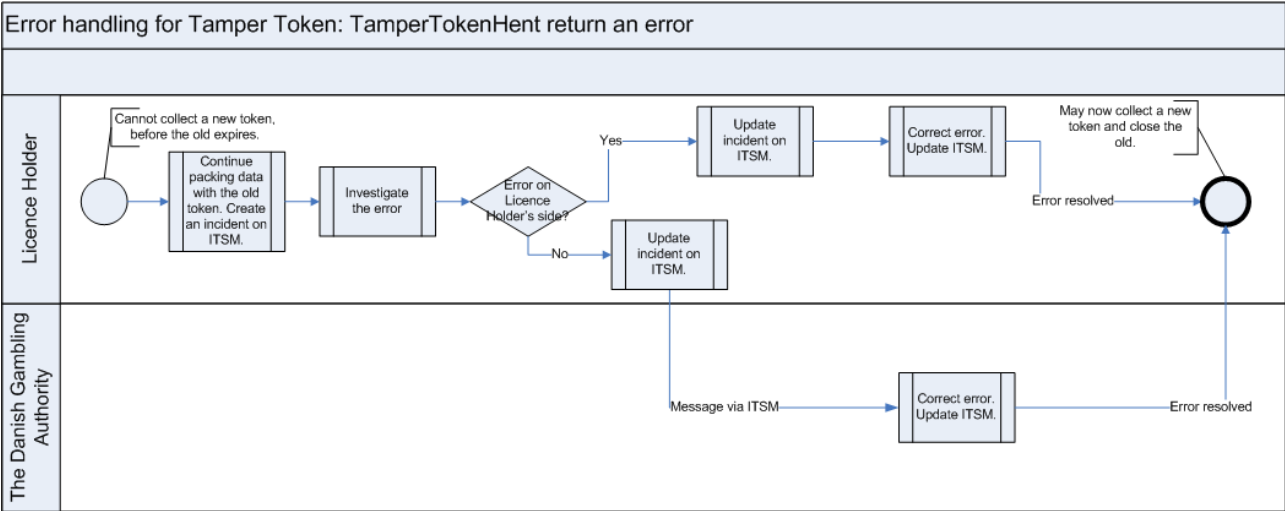 Error handling for Tamper Token: TamperTokenHent return an error
Licence Holder
Cannot collect a new token,
before the old expires.
Continue
packing data
with the old
token. Create
an incident on
ITSM.
Investigate
the error
Error on
Licence
Holder's side?
Yes
Update
incident on
ITSM.
Correct error.
Update ITSM.
Error resolved
May now collect a new
token and close the
old.
No
Update
incident on
ITSM.
The Danish Gambling
Authority
Message via ITSM
Correct error.
Update ITSM.
Error resolved